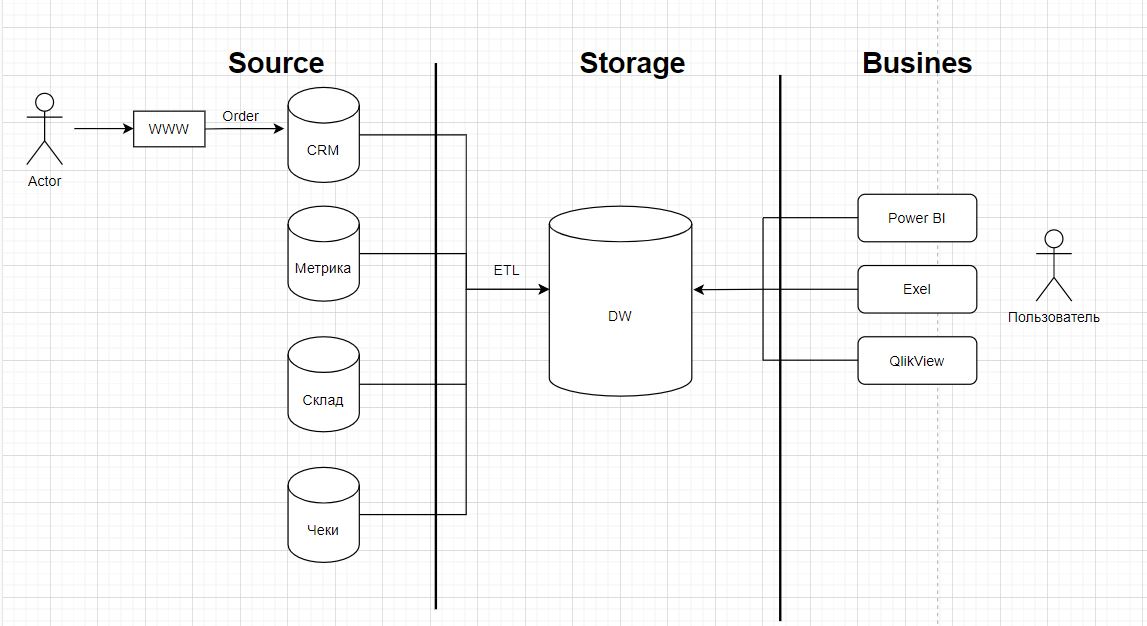 Source
Storage
Busines
Actor
WWW
Order
CRM
Метрика
Склад
Чеки
ETL
DW
Power BI
Exel
QlikView
Пользователь